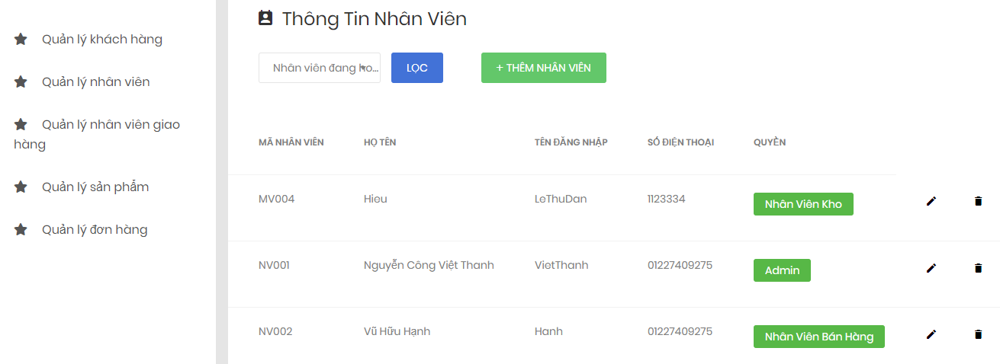 Quản lý khách hàng
Quản lý nhân viên
Quản lý nhân viên giao
hàng
Quản lý sản phẩm
Quản lý đơn hàng
Thông Tin Nhân Viên
Nhân viên đang ho... LỌC + THÊM NHÂN VIÊN
MÃ NHÂN VIÊN HỌ TÊN TÊN ĐĂNG NHẬP SỐ ĐIỆN THOẠI QUYỀN
MV004 Hieu LeThuDan 1123334 Nhân Viên Kho
NV001 Nguyễn Công Việt Thanh VietThanh 01227409275 Admin
NV002 Vũ Hữu Hạnh Hanh 01227409275 Nhân Viên Bán Hàng